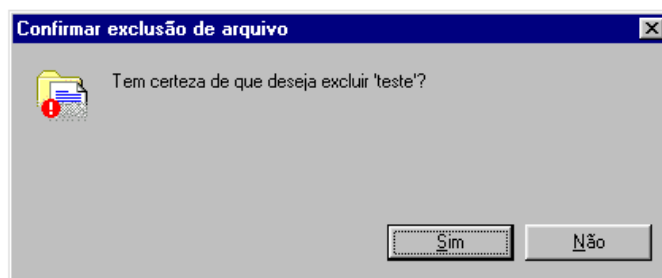 Confirmar exclusão de arquivo
Tem certeza de que deseja excluir 'teste'?
Sim
Não